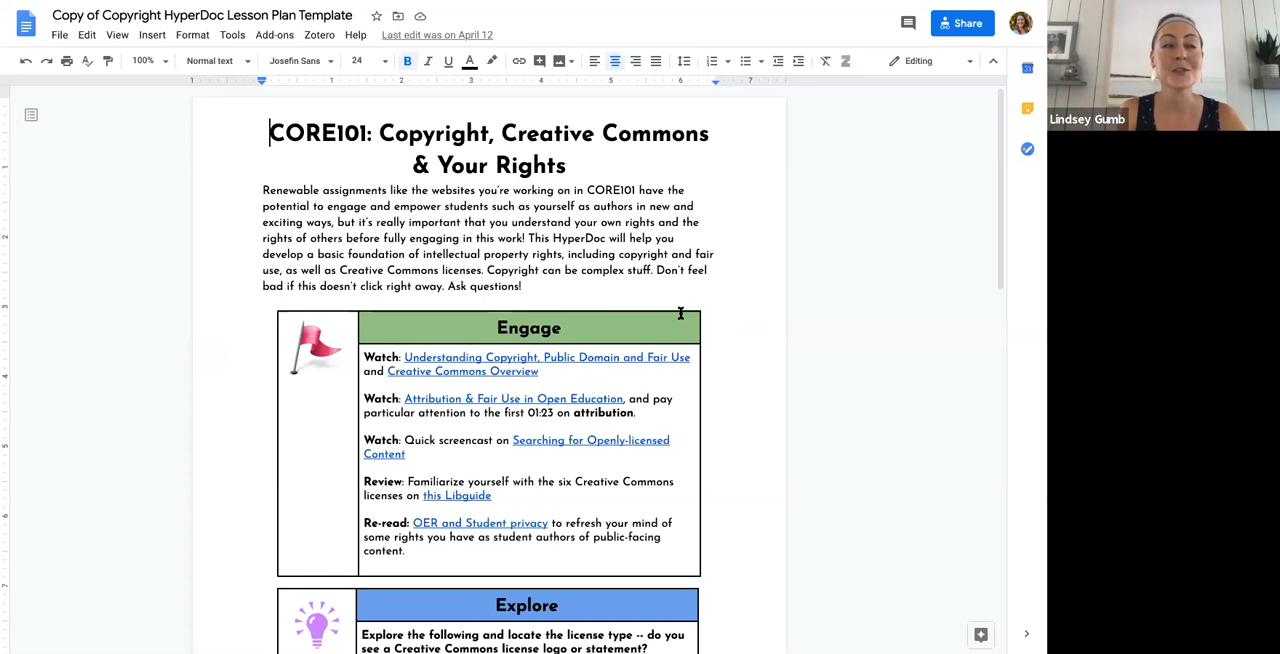 Copy of Copyright HyperDoc Lesson Plan Template
File Edit View Insert Format Tools Add-ons Zotero Help Last edit was on April 12
Share
100% Normal text Josefin Sans 24 B I U A Editing
1 1 2 3 4 5 6 7
31
Lindsey Gumb
CORE101: Copyright, Creative Commons
& Your Rights
Renewable assignments like the websites you're working on in CORE101 have the
potential to engage and empower students such as yourself as authors in new and
exciting ways, but it's really important that you understand your own rights and the
rights of others before fully engaging in this work! This HyperDoc will help you
develop a basic foundation of intellectual property rights, including copyright and fair
use, as well as Creative Commons licenses. Copyright can be complex stuff. Don't feel
bad if this doesn't click right away. Ask questions!
Engage
Watch: Understanding Copyright, Public Domain and Fair Use
and Creative Commons Overview
Watch: Attribution & Fair Use in Open Education, and pay
particular attention to the first 01:23 on attribution.
Watch: Quick screencast on Searching for Openly-licensed
Content
Review: Familiarize yourself with the six Creative Commons
licenses on this Libguide
Re-read: OER and Student privacy to refresh your mind of
some rights you have as student authors of public-facing
content.
Explore
Explore the following and locate the license type -- do you
see a Creative Commons license logo or statement?